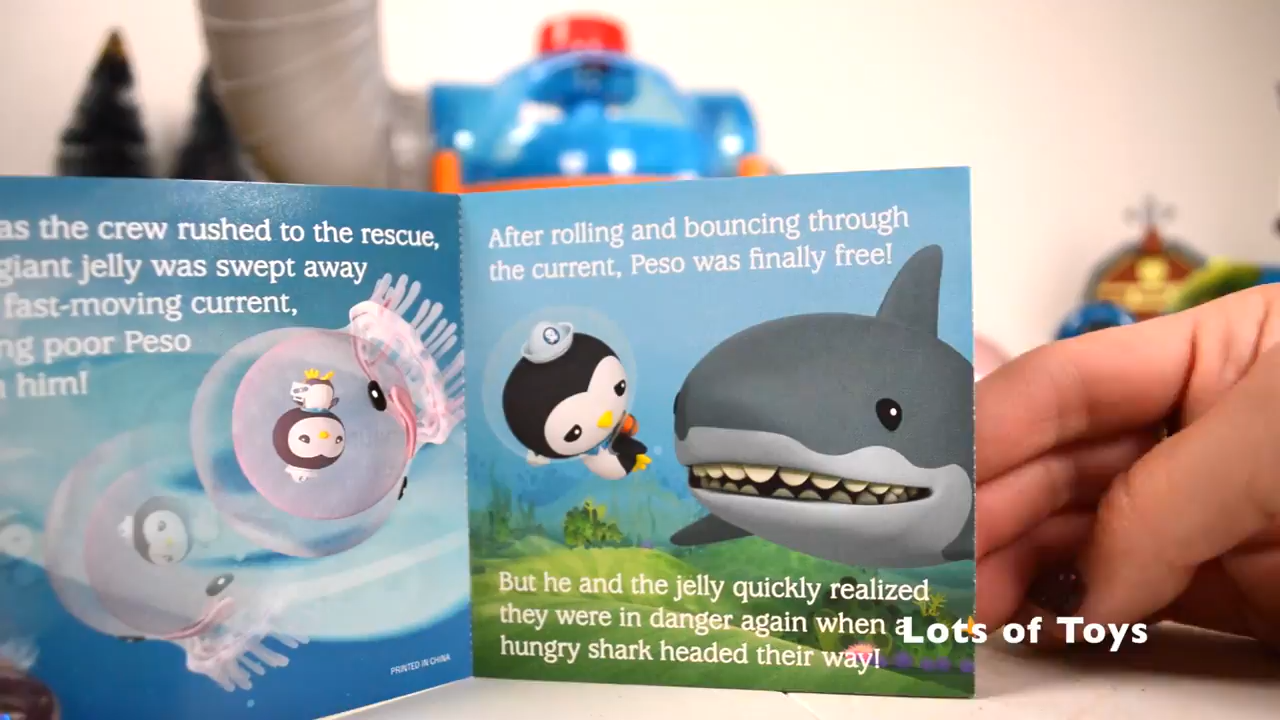 as the crew rushed to the rescue,
giant jelly was swept away
fast-moving current,
poor Peso
him!
PRINTED IN CHINA
After rolling and bouncing through
the current, Peso was finally free!
But he and the jelly quickly realized
they were in danger again when a
hungry shark headed their way!
Lots of Toys